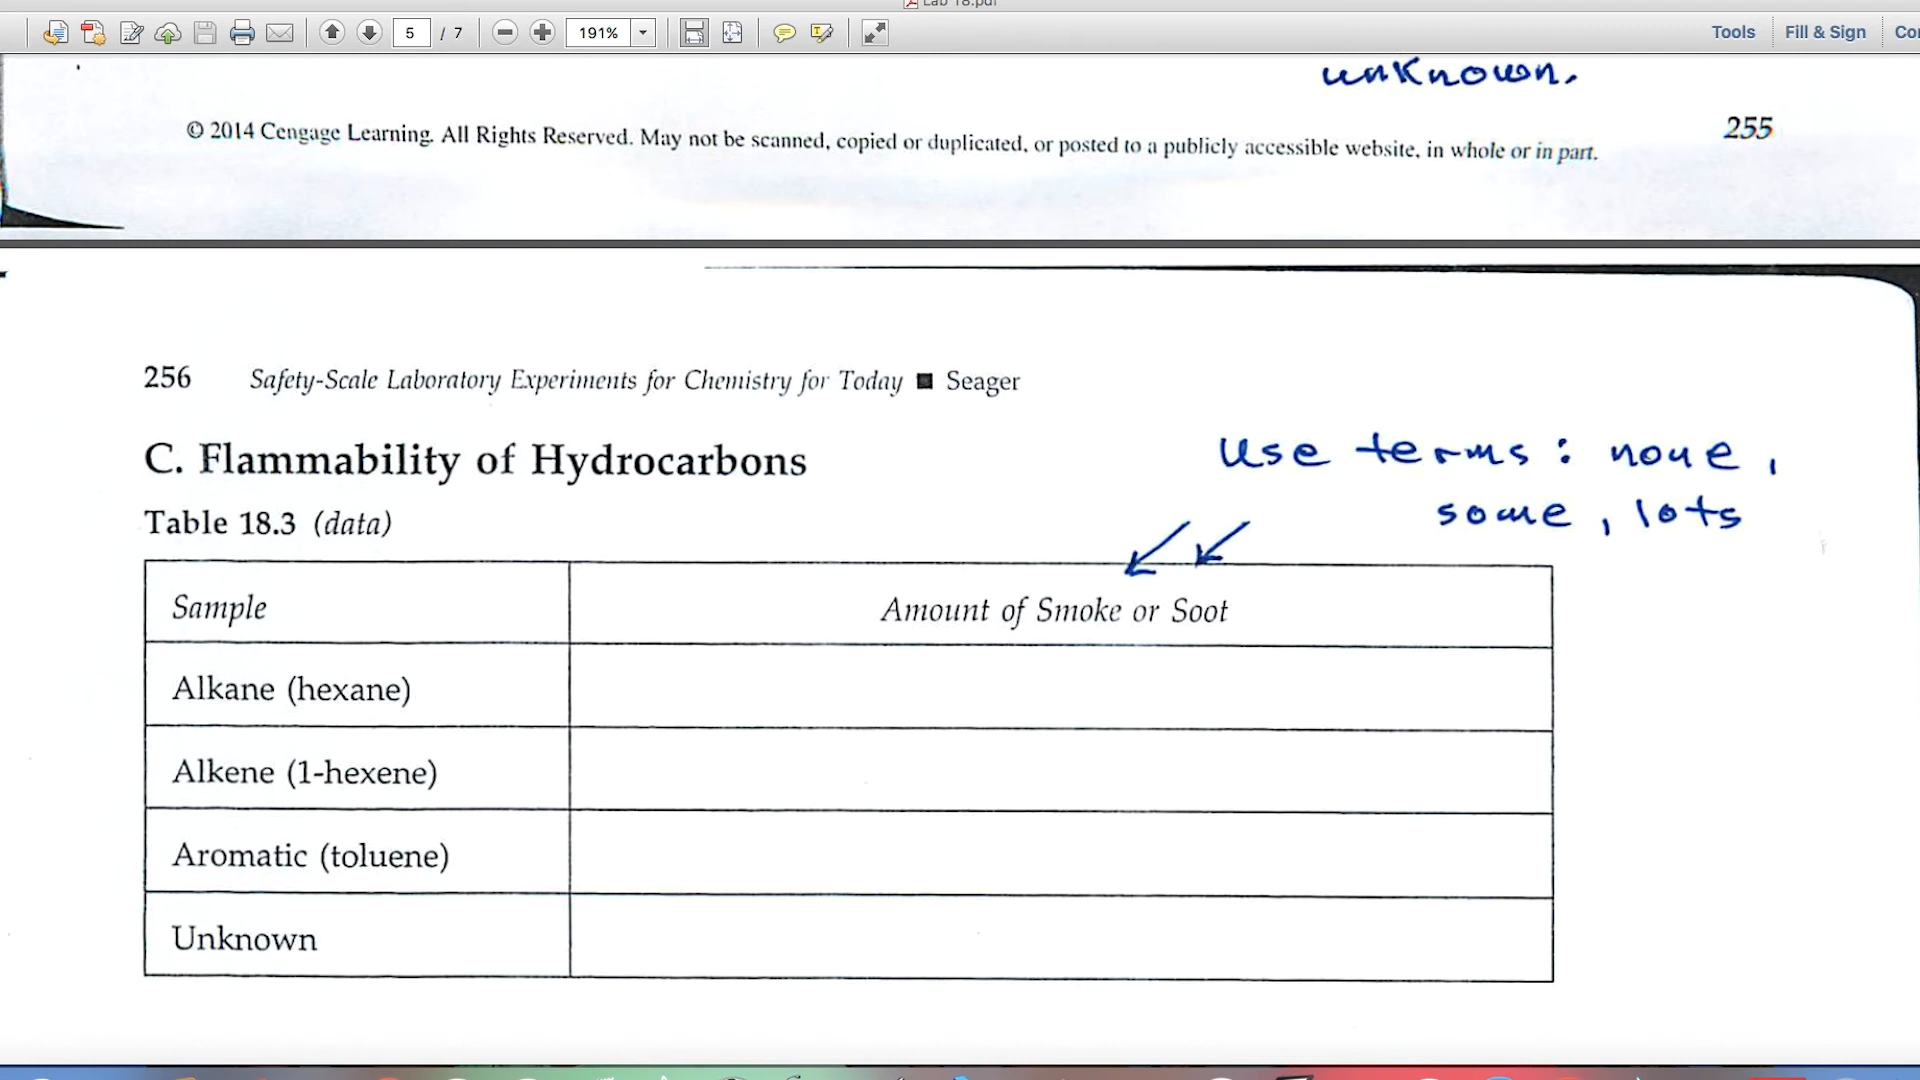 Lab 18.pdf
5 / 7
191%
Tools
Fill & Sign
unknown.
© 2014 Cengage Learning. All Rights Reserved. May not be scanned, copied or duplicated, or posted to a publicly accessible website, in whole or in part.
255
256 Safety-Scale Laboratory Experiments for Chemistry for Today ■ Seager
C. Flammability of Hydrocarbons
use terms: none,
some, lots
Table 18.3 (data)
Sample
Amount of Smoke or Soot
Alkane (hexane)
Alkene (1-hexene)
Aromatic (toluene)
Unknown